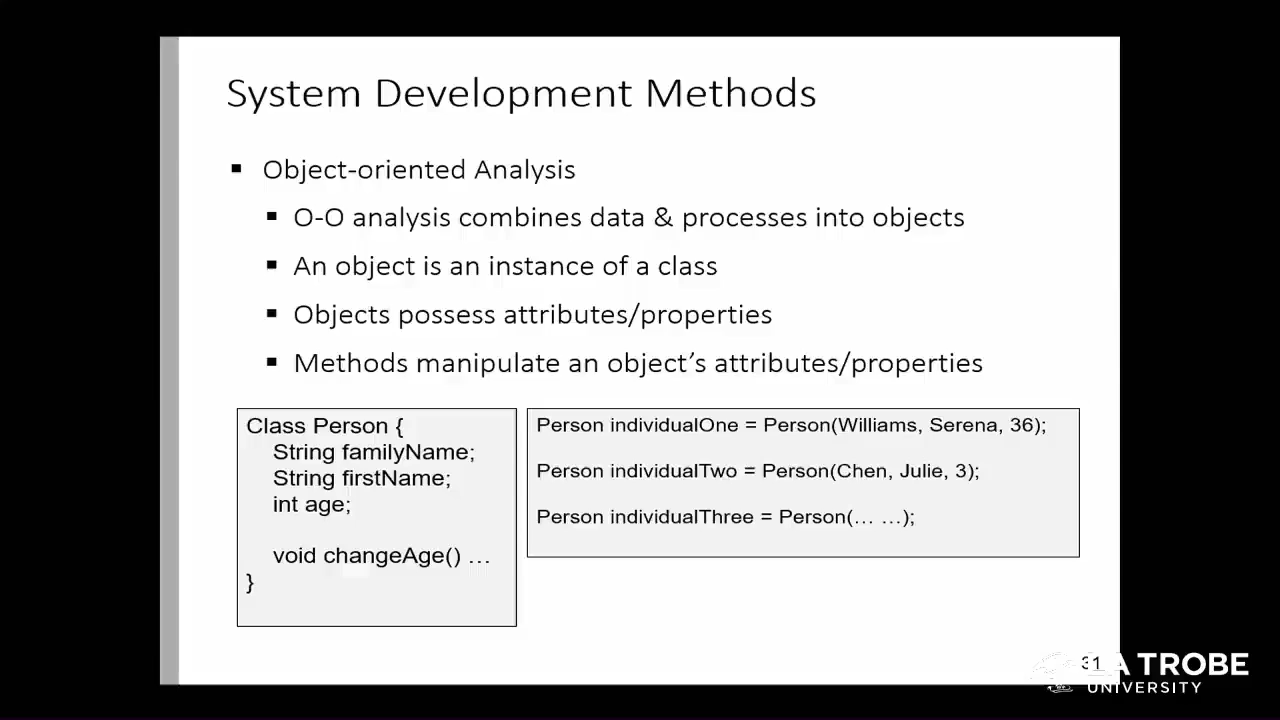 System Development Methods
▪ Object-oriented Analysis
▪ O-O analysis combines data & processes into objects
▪ An object is an instance of a class
▪ Objects possess attributes/properties
▪ Methods manipulate an object’s attributes/properties
Class Person {
String familyName;
String firstName;
int age;
void changeAge() …
}
Person individualOne = Person(Williams, Serena, 36);
Person individualTwo = Person(Chen, Julie, 3);
Person individualThree = Person(… …);
31
LA TROBE
UNIVERSITY